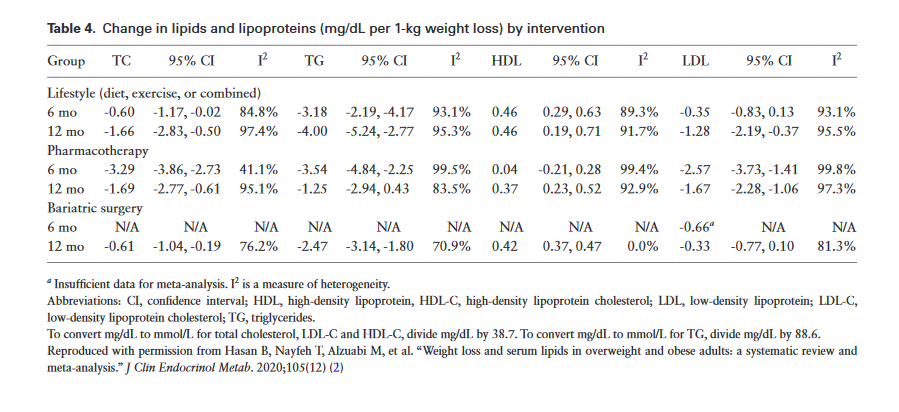 Table 4. Change in lipids and lipoproteins (mg/dL per 1-kg weight loss) by intervention
Group TC 95% CI I² TG 95% CI I² HDL 95% CI I² LDL 95% CI I²
Lifestyle (diet, exercise, or combined)
6 mo -0.60 -1.17, -0.02 84.8% -3.18 -2.19, -4.17 93.1% 0.46 0.29, 0.63 89.3% -0.35 -0.83, 0.13 93.1%
12 mo -1.66 -2.83, -0.50 97.4% -4.00 -5.24, -2.77 95.3% 0.46 0.19, 0.71 91.7% -1.28 -2.19, -0.37 95.5%
Pharmacotherapy
6 mo -3.29 -3.86, -2.73 41.1% -3.54 -4.84, -2.25 99.5% 0.04 -0.21, 0.28 99.4% -2.57 -3.73, -1.41 99.8%
12 mo -1.69 -2.77, -0.61 95.1% -1.25 -2.94, 0.43 83.5% 0.37 0.23, 0.52 92.9% -1.67 -2.28, -1.06 97.3%
Bariatric surgery
6 mo N/A N/A N/A N/A N/A N/A N/A N/A N/A -0.66ᵃ N/A N/A
12 mo -0.61 -1.04, -0.19 76.2% -2.47 -3.14, -1.80 70.9% 0.42 0.37, 0.47 0.0% -0.33 -0.77, 0.10 81.3%
ᵃ Insufficient data for meta-analysis. I² is a measure of heterogeneity.
Abbreviations: CI, confidence interval; HDL, high-density lipoprotein, HDL-C, high-density lipoprotein cholesterol; LDL, low-density lipoprotein; LDL-C,
low-density lipoprotein cholesterol; TG, triglycerides.
To convert mg/dL to mmol/L for total cholesterol, LDL-C and HDL-C, divide mg/dL by 38.7. To convert mg/dL to mmol/L for TG, divide mg/dL by 88.6.
Reproduced with permission from Hasan B, Nayfeh T, Alzuabi M, et al. “Weight loss and serum lipids in overweight and obese adults: a systematic review and
meta-analysis.” J Clin Endocrinol Metab. 2020;105(12) (2)